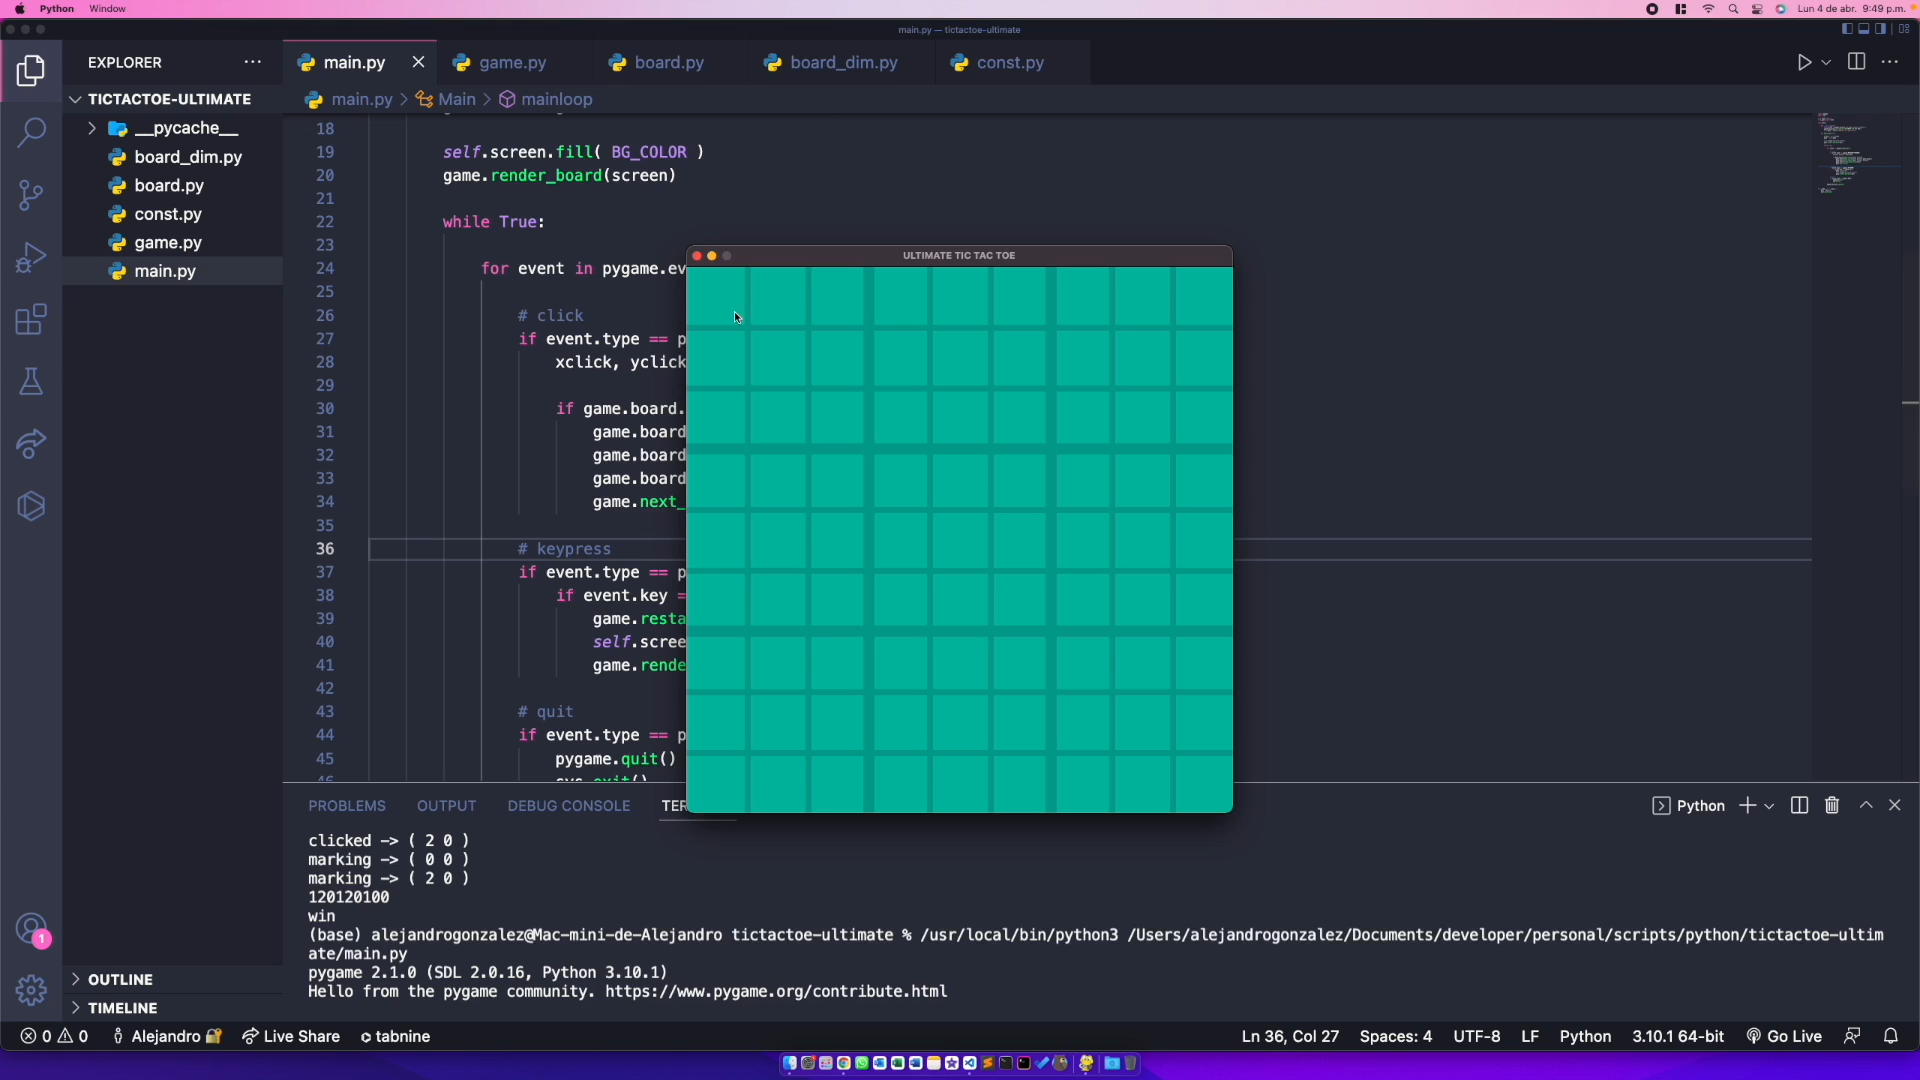 Python Window
Lun 4 de abr. 9:49 p.m.
main.py — tictactoe-ultimate
EXPLORER
main.py
game.py
board.py
board_dim.py
const.py
TICTACTOE-ULTIMATE
main.py > Main > mainloop
__pycache__
board_dim.py
board.py
const.py
game.py
main.py
18
19 self.screen.fill( BG_COLOR )
20 game.render_board(screen)
21
22 while True:
23
24 for event in pygame.ev
25
26 # click
27 if event.type == p
28 xclick, yclick
29
30 if game.board.
31 game.board
32 game.board
33 game.board
34 game.next_
35
36 # keypress
37 if event.type == p
38 if event.key =
39 game.resta
40 self.scree
41 game.rende
42
43 # quit
44 if event.type == p
45 pygame.quit()
46 sys.exit()
ULTIMATE TIC TAC TOE
PROBLEMS OUTPUT DEBUG CONSOLE TER
Python
clicked -> ( 2 0 )
marking -> ( 0 0 )
marking -> ( 2 0 )
120120100
win
(base) alejandrogonzalez@Mac-mini-de-Alejandro tictactoe-ultimate % /usr/local/bin/python3 /Users/alejandrogonzalez/Documents/developer/personal/scripts/python/tictactoe-ultim
ate/main.py
pygame 2.1.0 (SDL 2.0.16, Python 3.10.1)
Hello from the pygame community. https://www.pygame.org/contribute.html
1
OUTLINE
TIMELINE
0 0 Alejandro Live Share tabnine
Ln 36, Col 27 Spaces: 4 UTF-8 LF Python 3.10.1 64-bit Go Live